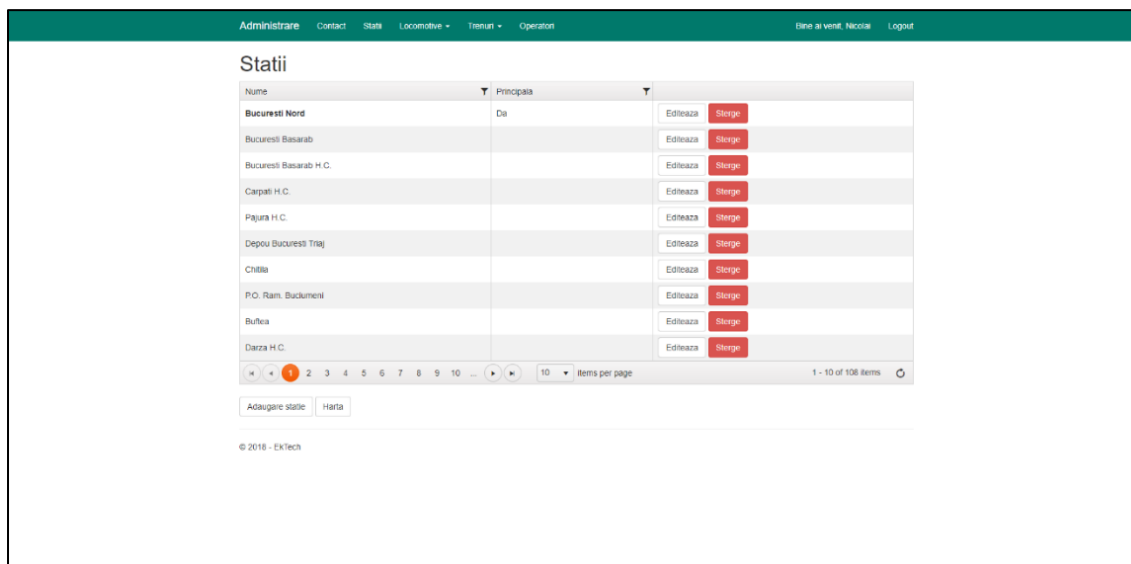 Administrare Contact Statii Locomotive Trenuri Operatori Bine ai venit, Nicolai Logout
Statii
Nume Principala
Bucuresti Nord Da Editeaza Sterge
Bucuresti Basarab Editeaza Sterge
Bucuresti Basarab H.C. Editeaza Sterge
Carpati H.C. Editeaza Sterge
Pajura H.C. Editeaza Sterge
Depou Bucuresti Triaj Editeaza Sterge
Chitila Editeaza Sterge
P.O. Ram. Buciumeni Editeaza Sterge
Buftea Editeaza Sterge
Darza H.C. Editeaza Sterge
1 2 3 4 5 6 7 8 9 10 ... 10 items per page 1 - 10 of 108 items
Adaugare statie Harta
© 2018 - EkTech